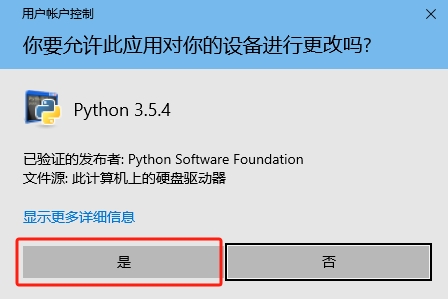 用户帐户控制
你要允许此应用对你的设备进行更改吗?
Python 3.5.4
已验证的发布者: Python Software Foundation
文件源: 此计算机上的硬盘驱动器
显示更多详细信息
是
否